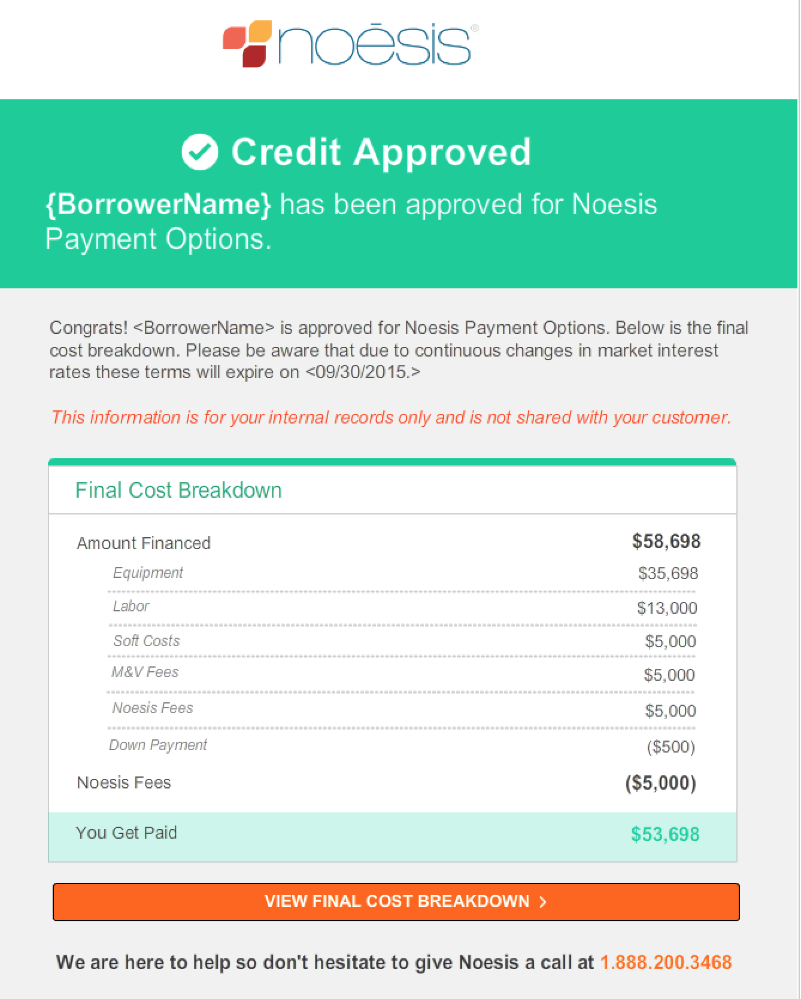 noēsis®
Credit Approved
{BorrowerName} has been approved for Noesis
Payment Options.
Congrats! <BorrowerName> is approved for Noesis Payment Options. Below is the final
cost breakdown. Please be aware that due to continuous changes in market interest
rates these terms will expire on <09/30/2015.>
This information is for your internal records only and is not shared with your customer.
Final Cost Breakdown
Amount Financed $58,698
Equipment $35,698
Labor $13,000
Soft Costs $5,000
M&V Fees $5,000
Noesis Fees $5,000
Down Payment ($500)
Noesis Fees ($5,000)
You Get Paid $53,698
VIEW FINAL COST BREAKDOWN >
We are here to help so don't hesitate to give Noesis a call at 1.888.200.3468